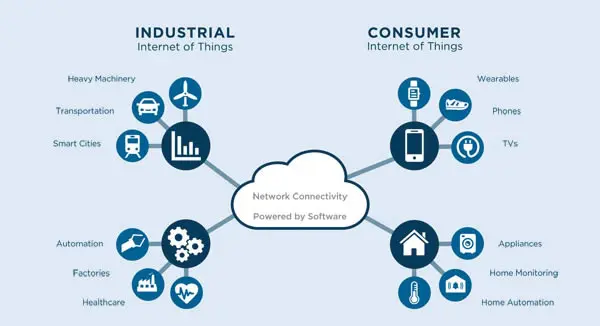 INDUSTRIAL
Internet of Things
CONSUMER
Internet of Things
Heavy Machinery
Transportation
Smart Cities
Wearables
Phones
TVs
Network Connectivity
Powered by Software
Automation
Factories
Healthcare
Appliances
Home Monitoring
Home Automation